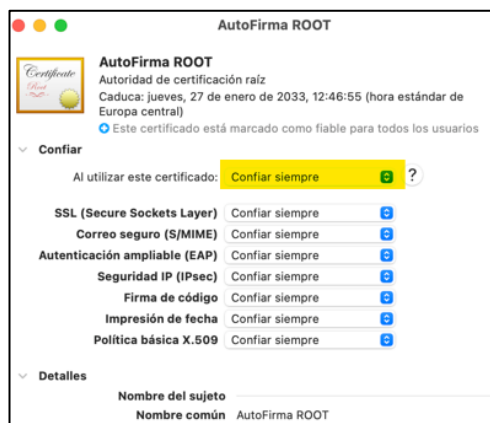 AutoFirma ROOT
Certificate
Root
AutoFirma ROOT
Autoridad de certificación raíz
Caduca: jueves, 27 de enero de 2033, 12:46:55 (hora estándar de
Europa central)
Este certificado está marcado como fiable para todos los usuarios
Confiar
Al utilizar este certificado: Confiar siempre ?
SSL (Secure Sockets Layer) Confiar siempre
Correo seguro (S/MIME) Confiar siempre
Autenticación ampliable (EAP) Confiar siempre
Seguridad IP (IPsec) Confiar siempre
Firma de código Confiar siempre
Impresión de fecha Confiar siempre
Política básica X.509 Confiar siempre
Detalles
Nombre del sujeto
Nombre común AutoFirma ROOT